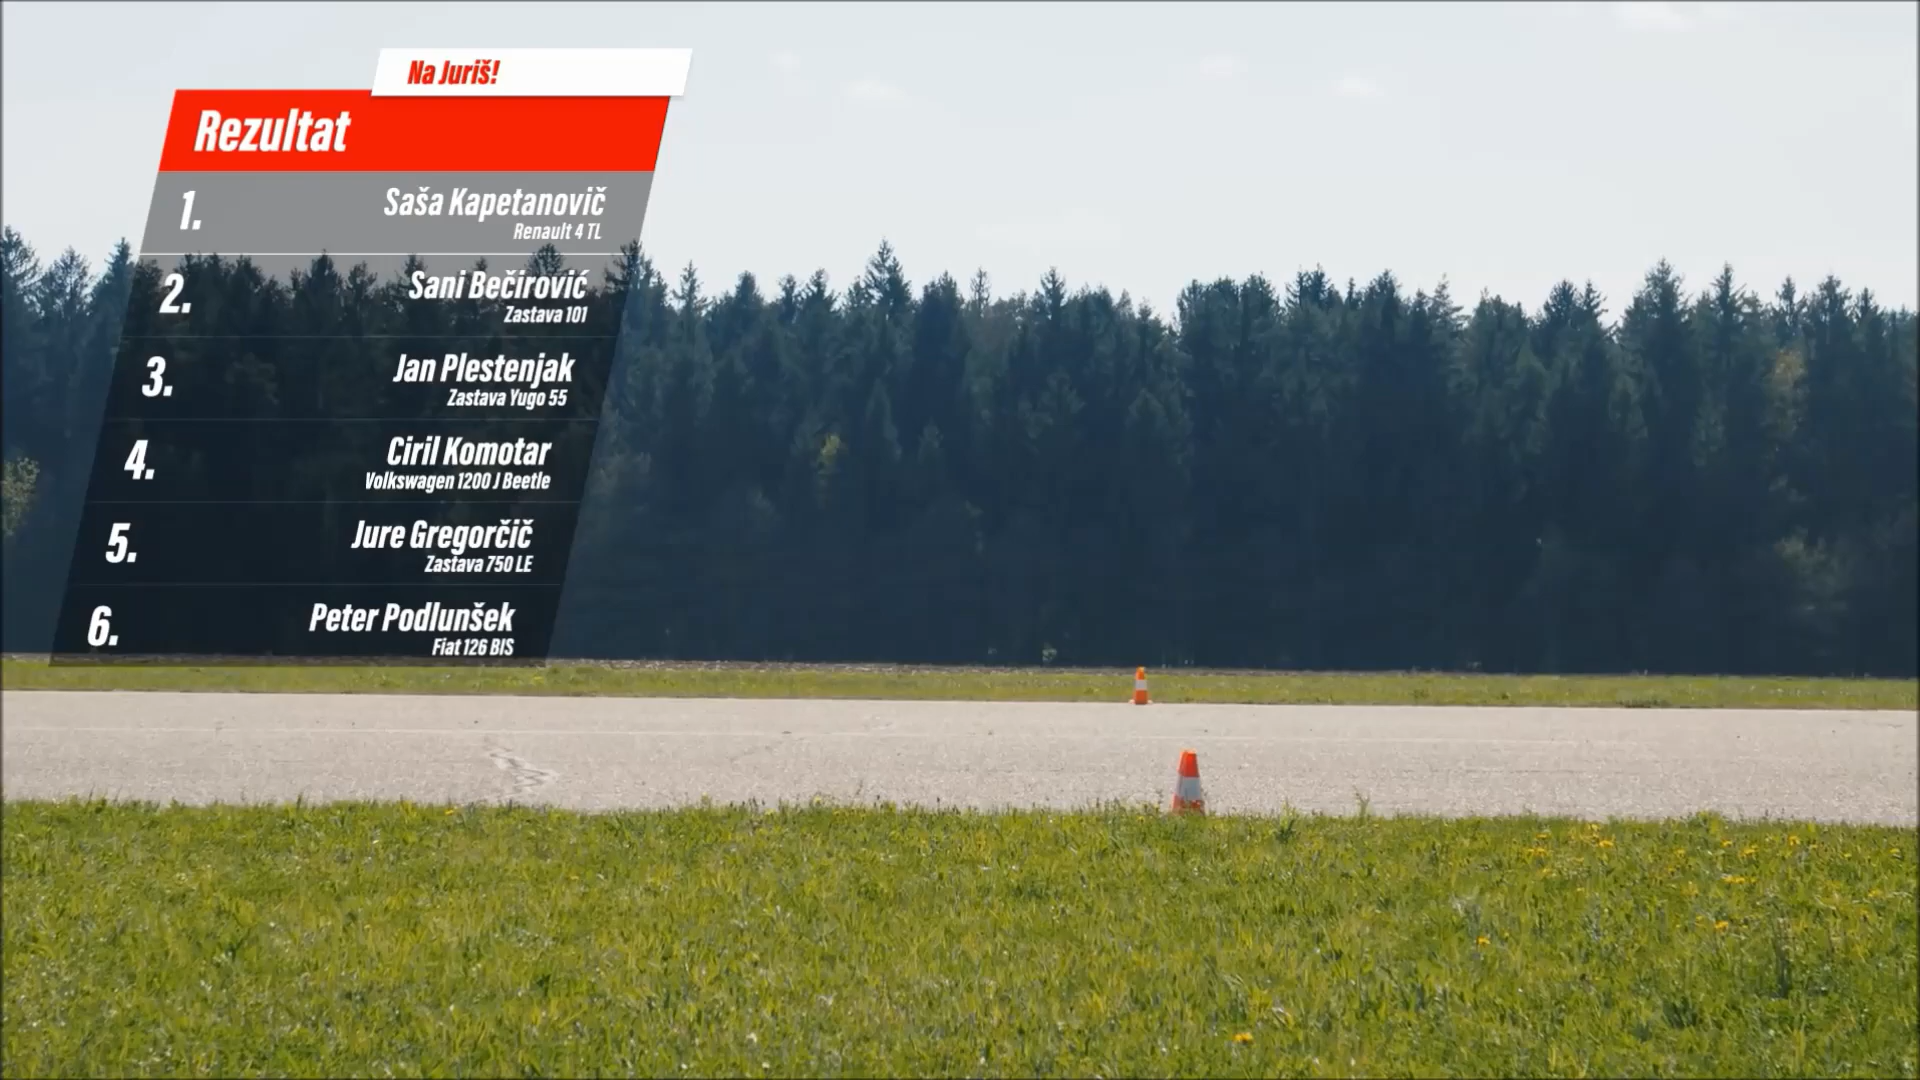 Na Juriš!
Rezultat
1.
Saša Kapetanovič
Renault 4 TL
2.
Sani Bečirović
Zastava 101
3.
Jan Plestenjak
Zastava Yugo 55
4.
Ciril Komotar
Volkswagen 1200 J Beetle
5.
Jure Gregorčič
Zastava 750 LE
6.
Peter Podlunšek
Fiat 126 BIS